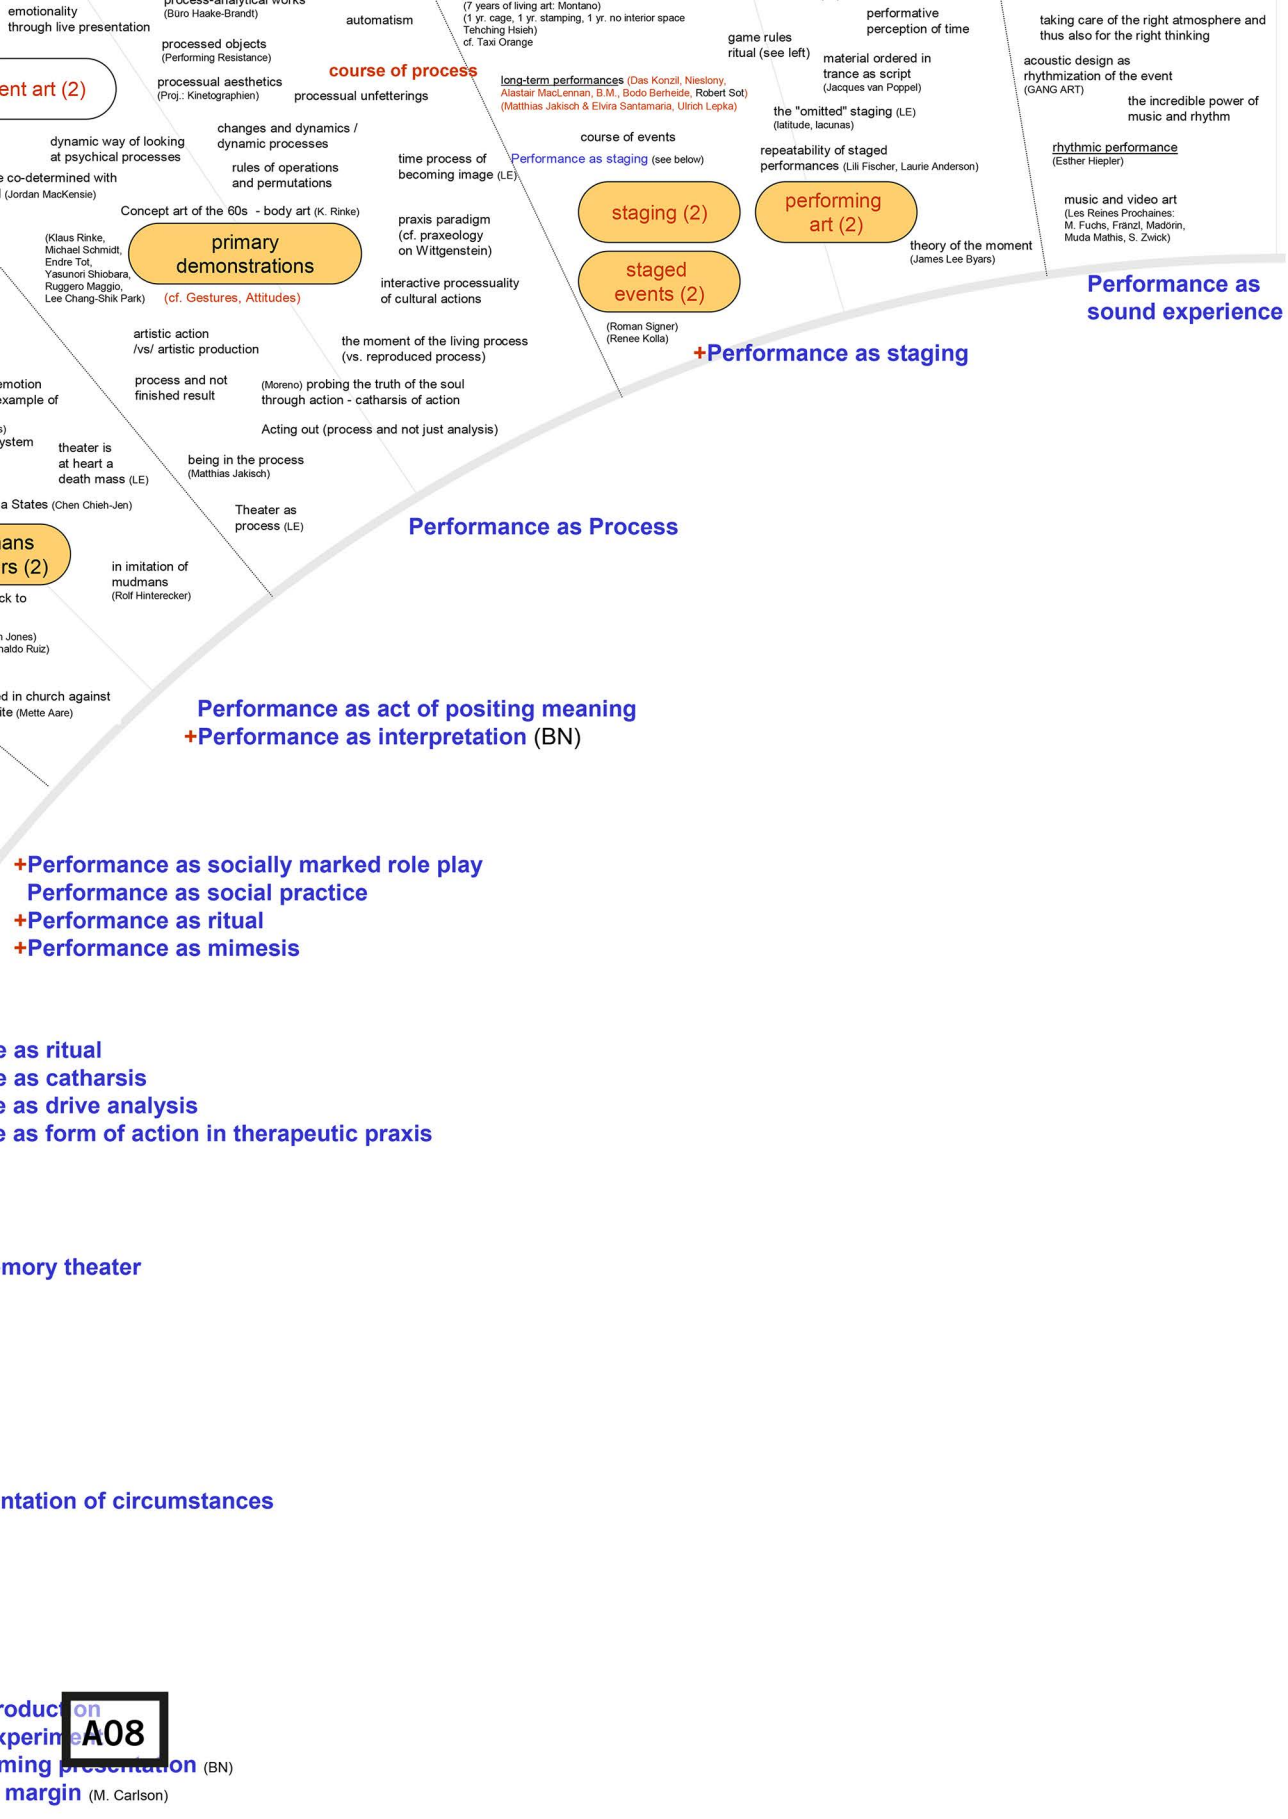 emotionality
through live presentation
process-analytical works
(Büro Haake-Brandt)
processed objects
(Performing Resistance)
processual aesthetics
(Proj.: Kinetographien)
automatism
course of process
processual unfetterings
ent art (2)
dynamic way of looking
at psychical processes
changes and dynamics /
dynamic processes
rules of operations
and permutations
co-determined with
(Jordan MacKensie)
Concept art of the 60s - body art (K. Rinke)
(Klaus Rinke,
Michael Schmidt,
Endre Tot,
Yasunori Shiobara,
Ruggero Maggio,
Lee Chang-Shik Park)
primary
demonstrations
(cf. Gestures, Attitudes)
time process of
becoming image (LE)
praxis paradigm
(cf. praxeology
on Wittgenstein)
interactive processuality
of cultural actions
artistic action
/vs/ artistic production
the moment of the living process
(vs. reproduced process)
process and not
finished result
(Moreno) probing the truth of the soul
through action - catharsis of action
Acting out (process and not just analysis)
being in the process
(Matthias Jakisch)
Theater as
process (LE)
emotion
example of
s)
ystem
theater is
at heart a
death mass (LE)
a States (Chen Chieh-Jen)
ans
rs (2)
in imitation of
mudmans
(Rolf Hinterecker)
ck to
n Jones)
naldo Ruiz)
ed in church against
ite (Mette Aare)
(7 years of living art: Montano)
(1 yr. cage, 1 yr. stamping, 1 yr. no interior space
Tehching Hsieh)
cf. Taxi Orange
long-term performances (Das Konzil, Nieslony,
Alastair MacLennan, B.M., Bodo Berheide, Robert Sot)
(Matthias Jakisch & Elvira Santamaria, Ulrich Lepka)
course of events
Performance as staging (see below)
staging (2)
staged
events (2)
(Roman Signer)
(Renee Kolla)
game rules
ritual (see left)
performative
perception of time
material ordered in
trance as script
(Jacques van Poppel)
the "omitted" staging (LE)
(latitude, lacunas)
repeatability of staged
performances (Lili Fischer, Laurie Anderson)
performing
art (2)
theory of the moment
(James Lee Byars)
taking care of the right atmosphere and
thus also for the right thinking
acoustic design as
rhythmization of the event
(GANG ART)
the incredible power of
music and rhythm
rhythmic performance
(Esther Hiepler)
music and video art
(Les Reines Prochaines:
M. Fuchs, Fränzl, Madörin,
Muda Mathis, S. Zwick)
Performance as
sound experience
+Performance as staging
Performance as Process
Performance as act of positing meaning
+Performance as interpretation (BN)
+Performance as socially marked role play
Performance as social practice
+Performance as ritual
+Performance as mimesis
e as ritual
e as catharsis
e as drive analysis
e as form of action in therapeutic praxis
mory theater
ntation of circumstances
roduction
xperiment
A08
ming presentation (BN)
margin (M. Carlson)